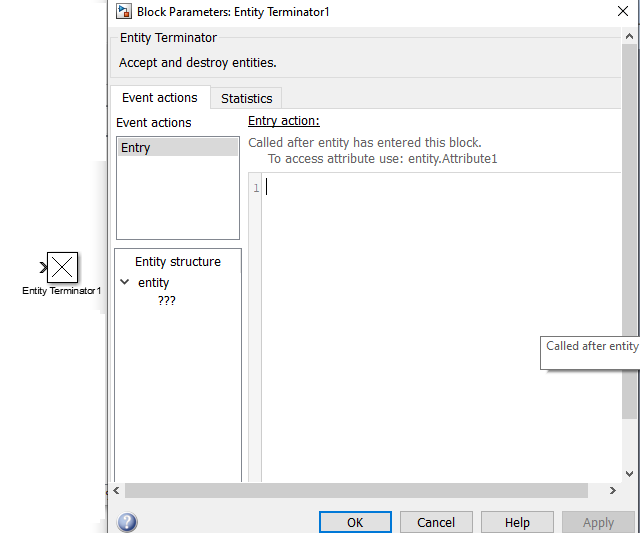 Block Parameters: Entity Terminator1
Entity Terminator
Accept and destroy entities.
Event actions
Statistics
Event actions
Entry
Entry action:
Called after entity has entered this block.
To access attribute use: entity.Attribute1
1
Entity structure
entity
???
Entity Terminator1
Called after entity
OK
Cancel
Help
Apply